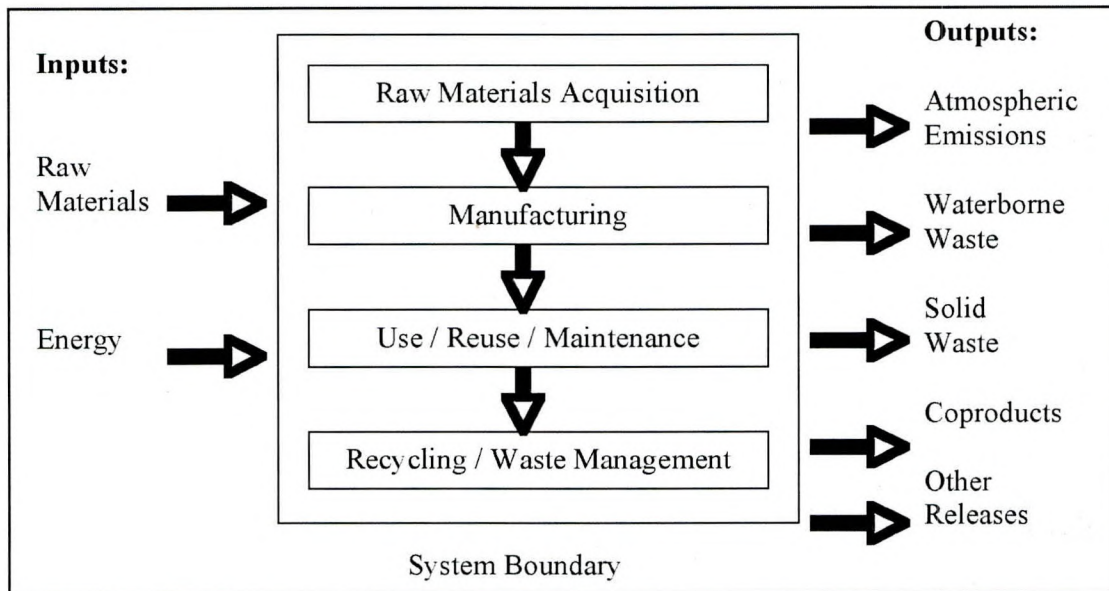 Inputs:
Raw
Materials
Energy
Raw Materials Acquisition
Manufacturing
Use / Reuse / Maintenance
Recycling / Waste Management
System Boundary
Outputs:
Atmospheric
Emissions
Waterborne
Waste
Solid
Waste
Coproducts
Other
Releases